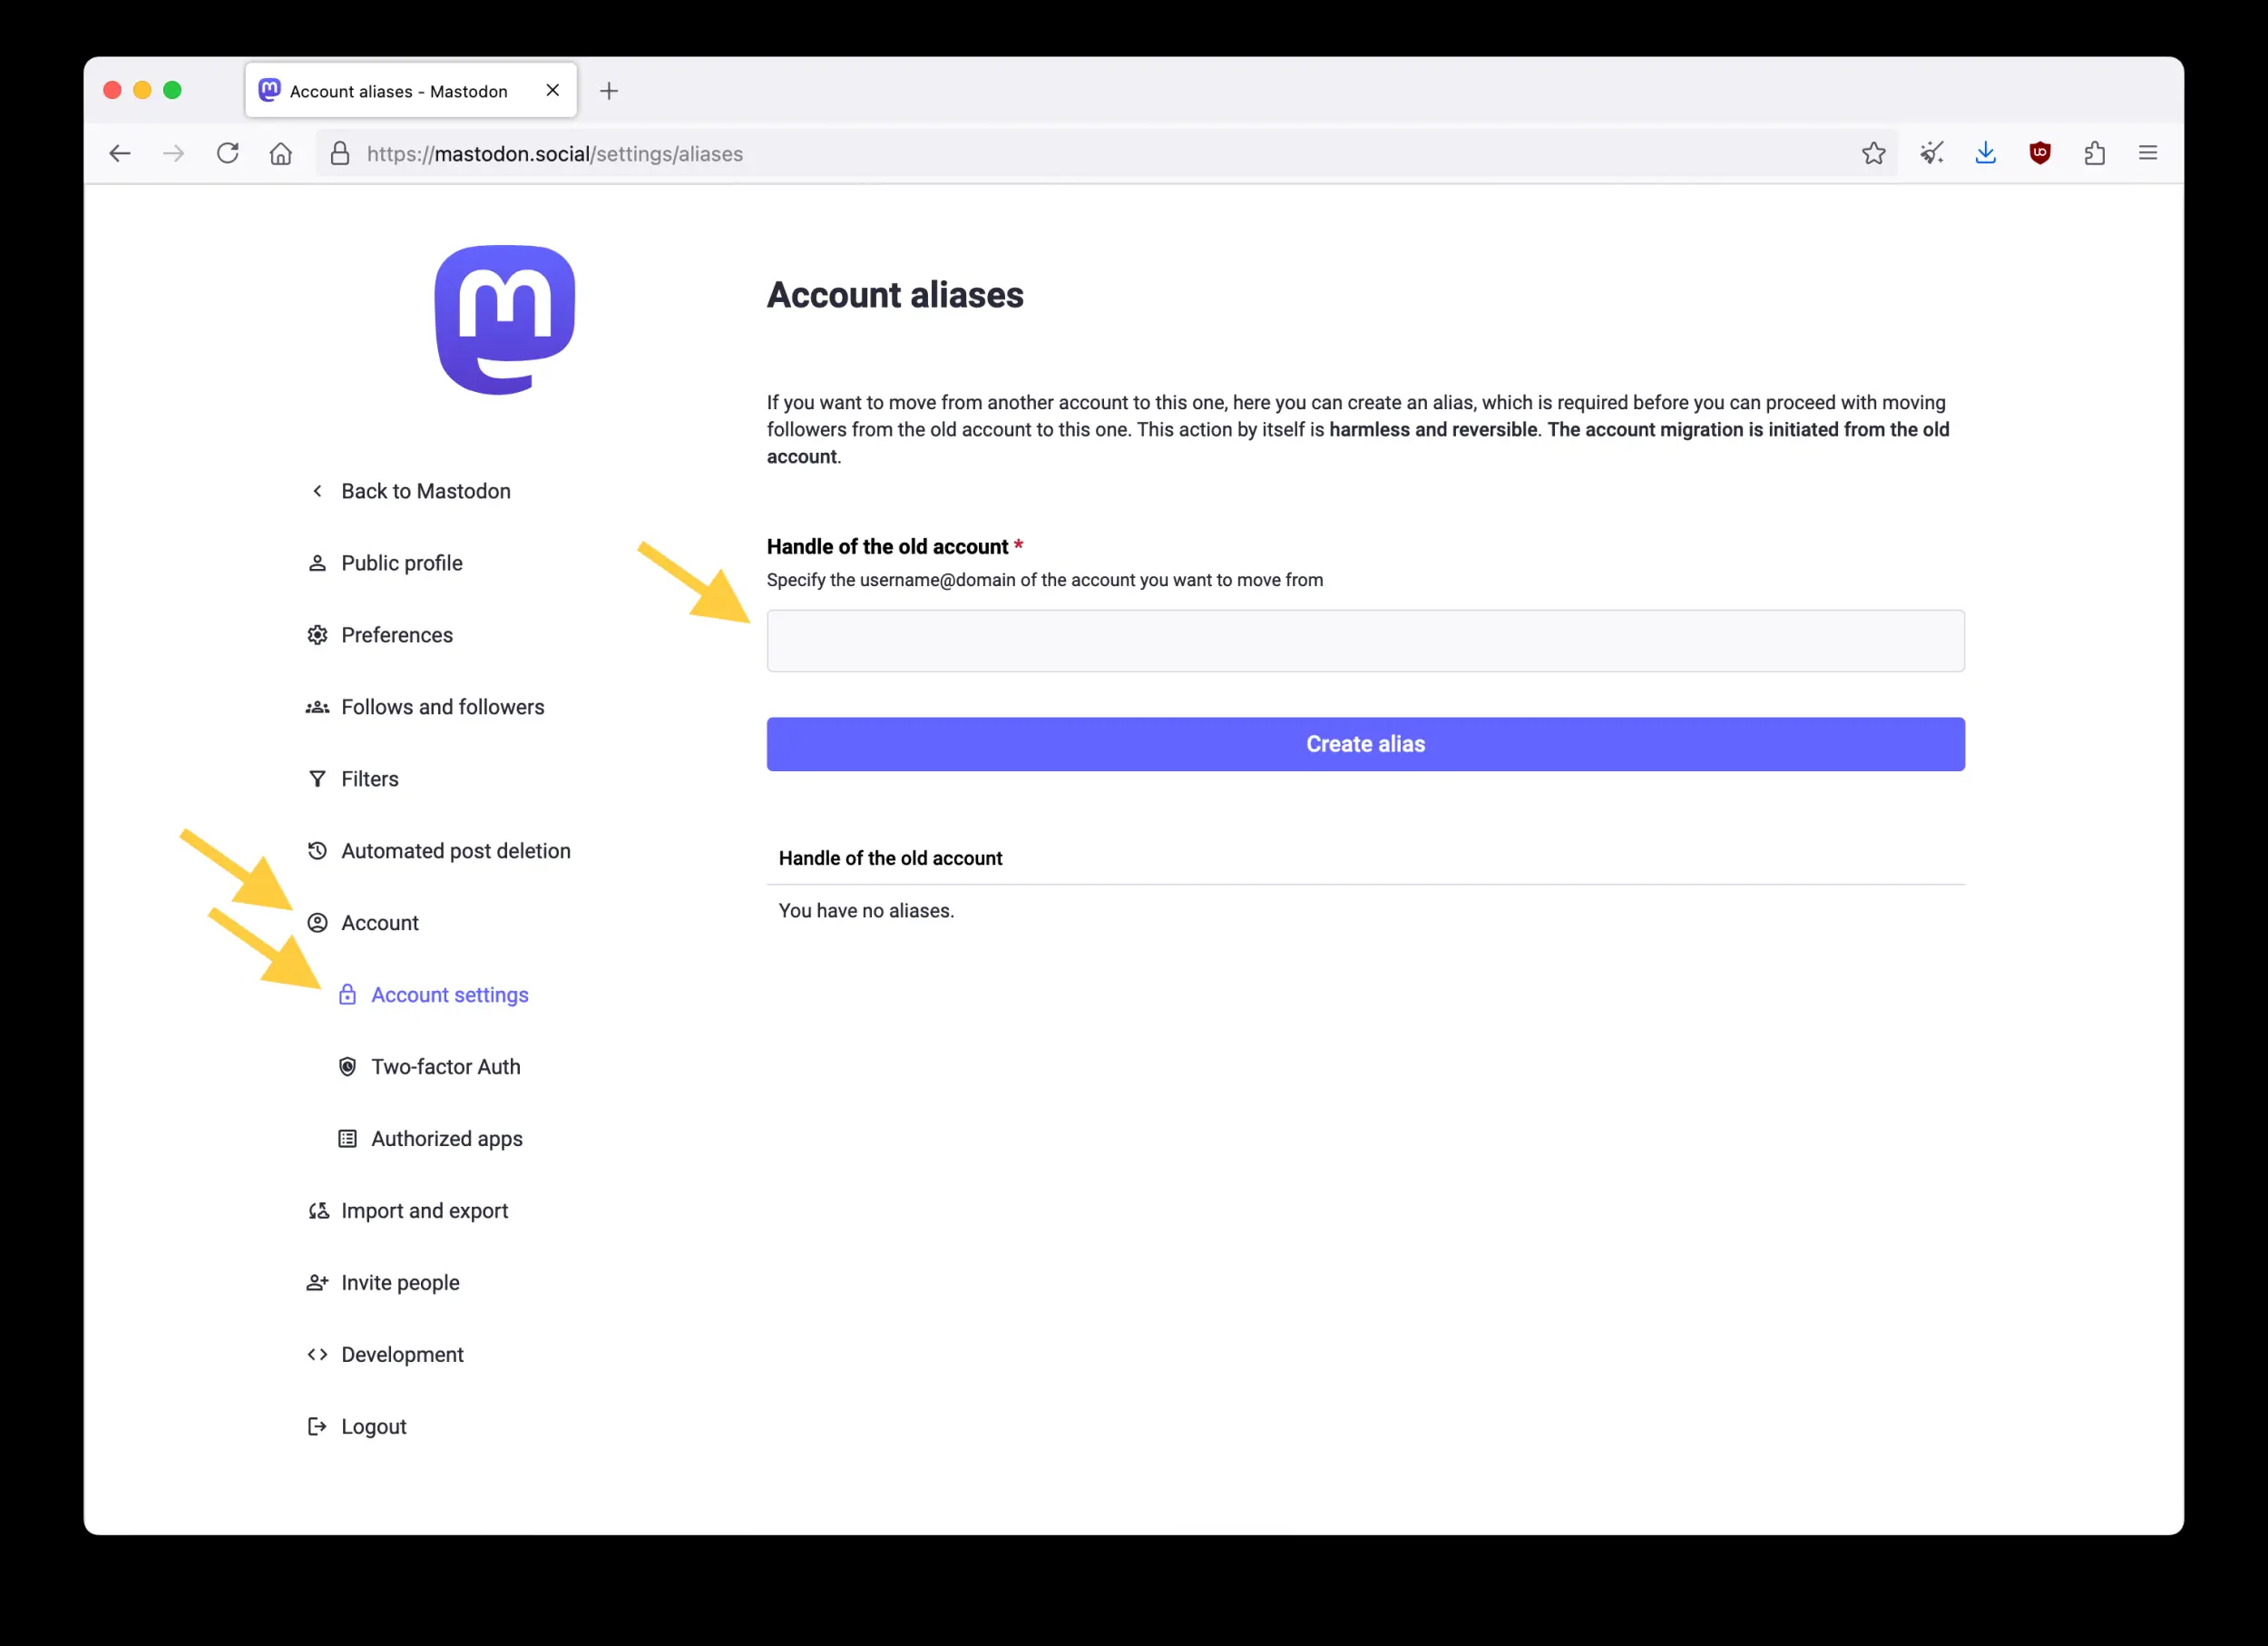 Account aliases - Mastodon
https://mastodon.social/settings/aliases
Back to Mastodon
Public profile
Preferences
Follows and followers
Filters
Automated post deletion
Account
Account settings
Two-factor Auth
Authorized apps
Import and export
Invite people
Development
Logout
Account aliases
If you want to move from another account to this one, here you can create an alias, which is required before you can proceed with moving
followers from the old account to this one. This action by itself is harmless and reversible. The account migration is initiated from the old
account.
Handle of the old account *
Specify the username@domain of the account you want to move from
Create alias
Handle of the old account
You have no aliases.